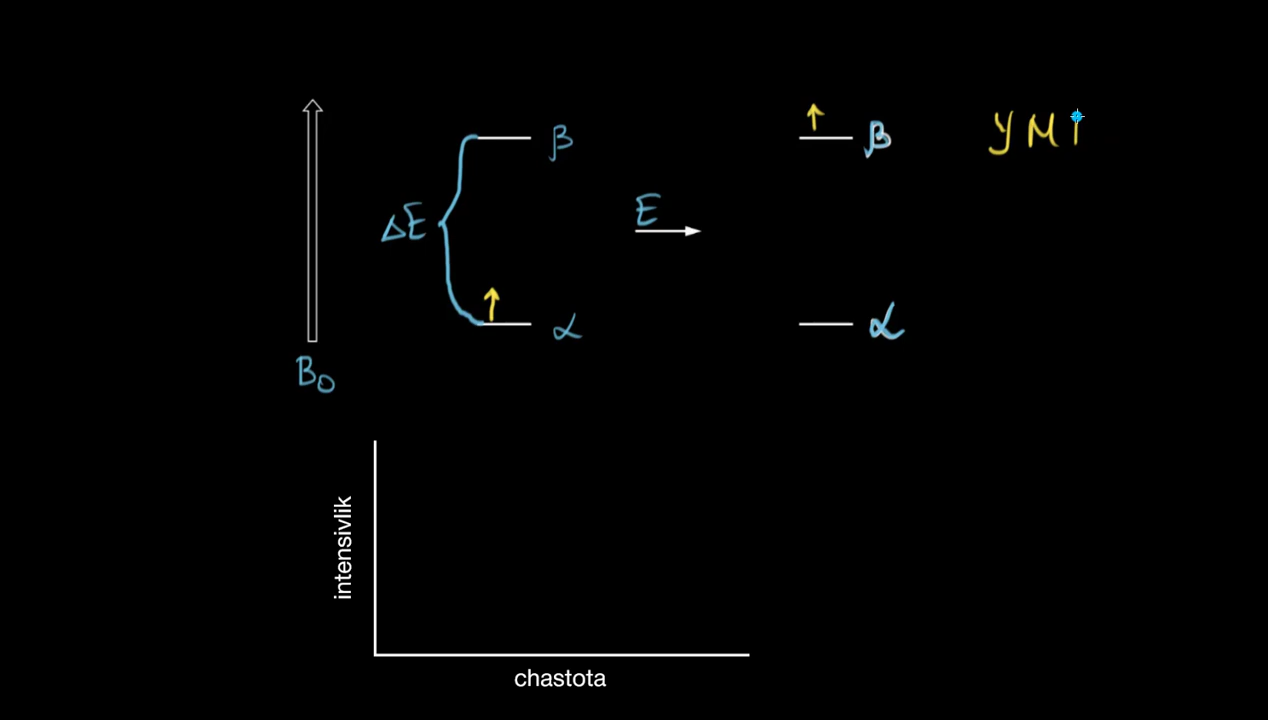 β
β
YMI
ΔE
E
α
α
B₀
intensivlik
chastota